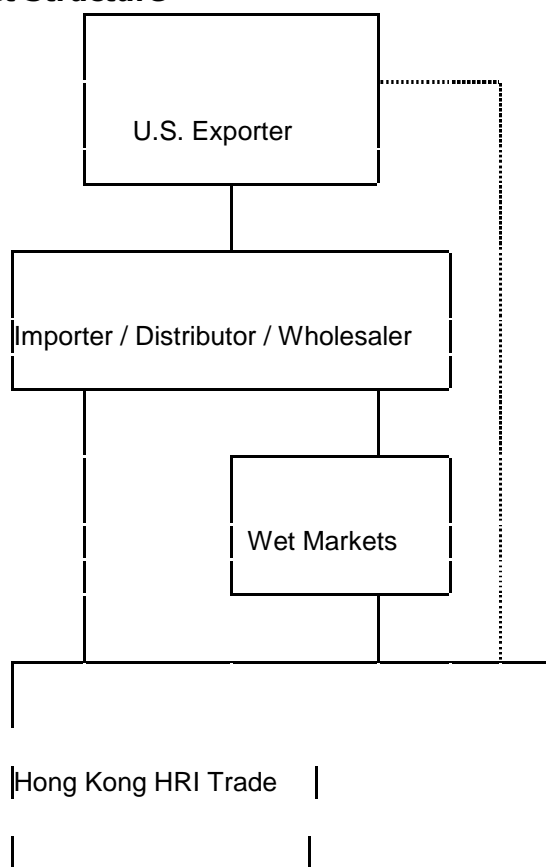 U.S. Exporter
Importer / Distributor / Wholesaler
Wet Markets
Hong Kong HRI Trade